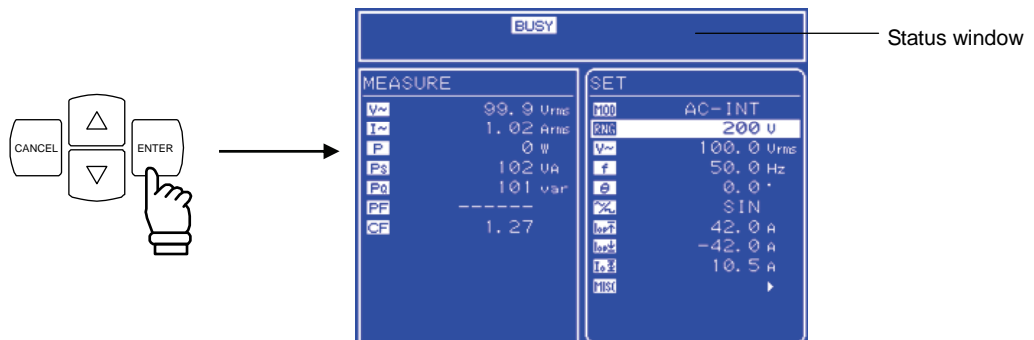 BUSY
Status window
MEASURE
V~ 99.9 Vrms
I~ 1.02 Arms
P 0 W
PS 102 VA
PQ 101 var
PF ------
CF 1.27
SET
MOD AC-INT
RNG 200 V
V~ 100.0 Vrms
f 50.0 Hz
θ 0.0 °
SIN
42.0 A
-42.0 A
10.5 A
MISC
CANCEL
ENTER